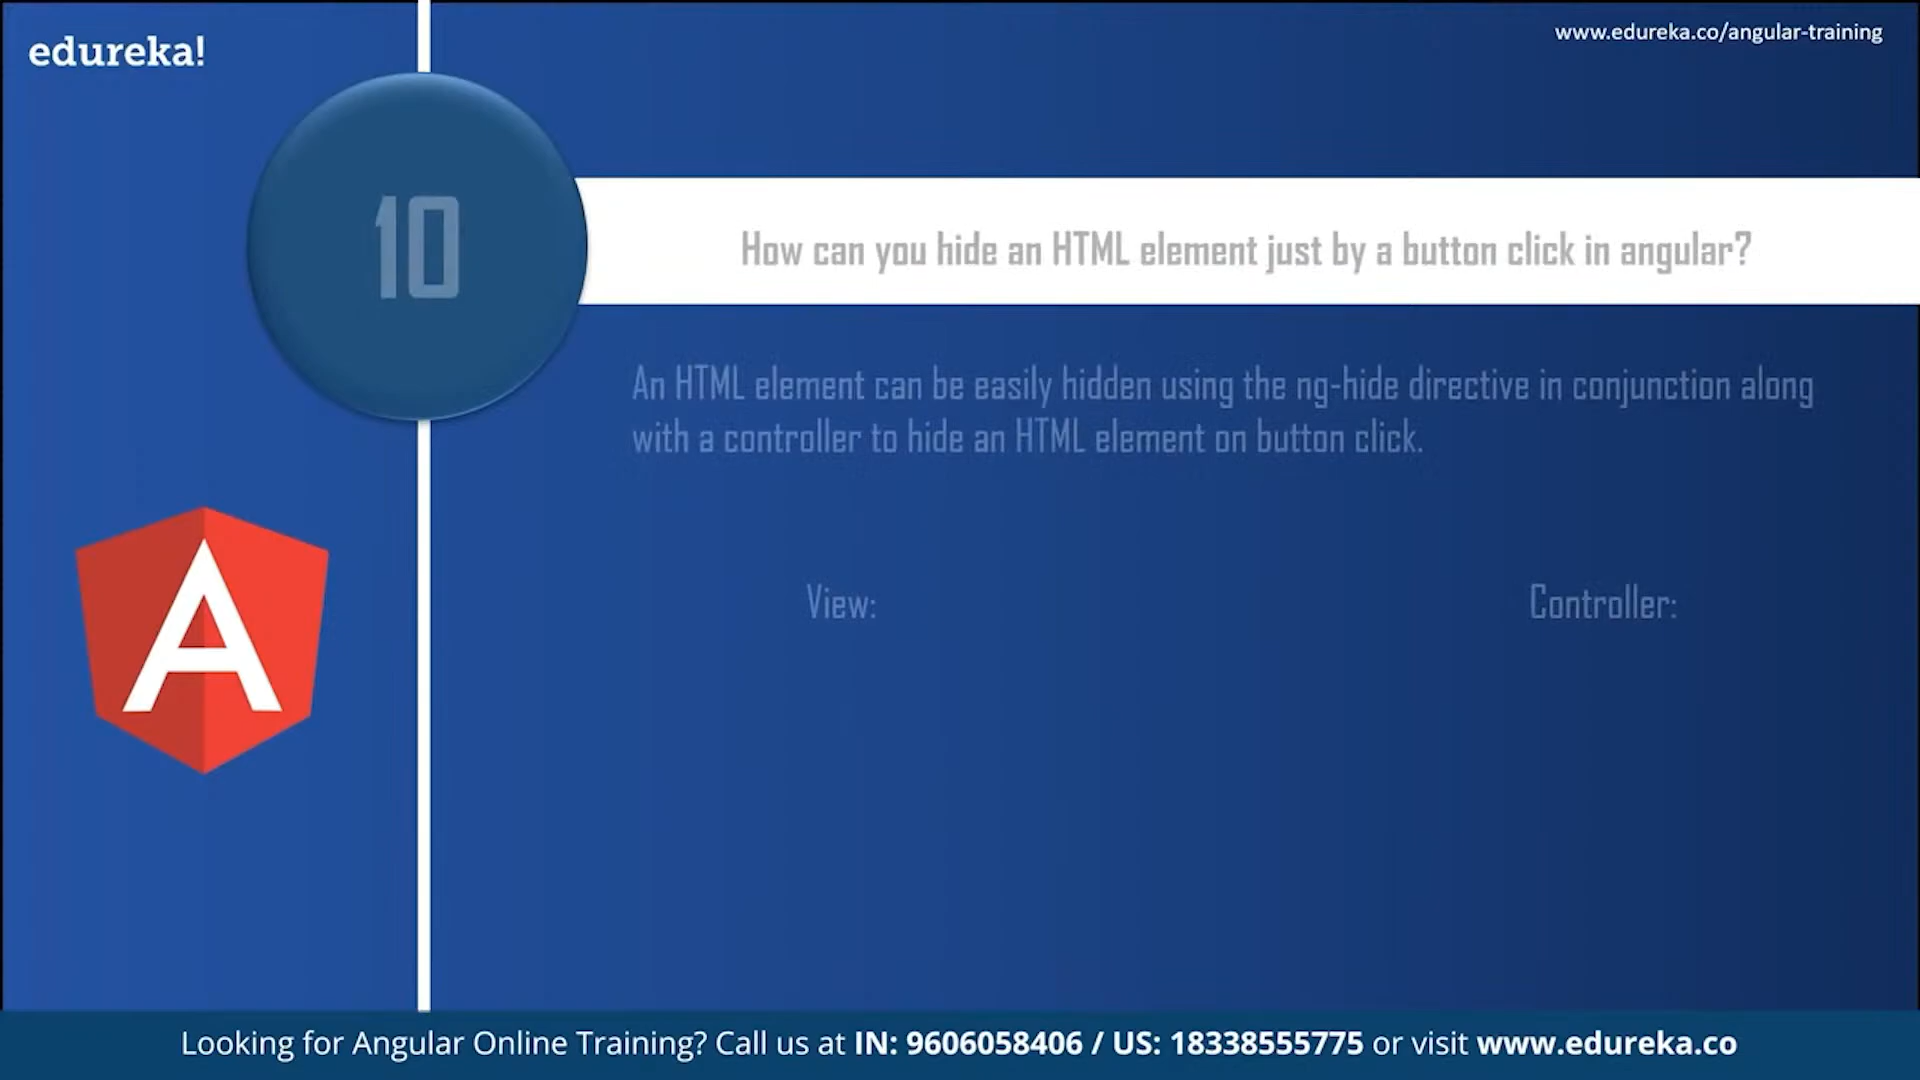 edureka!
www.edureka.co/angular-training
10
How can you hide an HTML element just by a button click in angular?
An HTML element can be easily hidden using the ng-hide directive in conjunction along
with a controller to hide an HTML element on button click.
View:
Controller:
A
Looking for Angular Online Training? Call us at IN: 9606058406 / US: 18338555775 or visit www.edureka.co